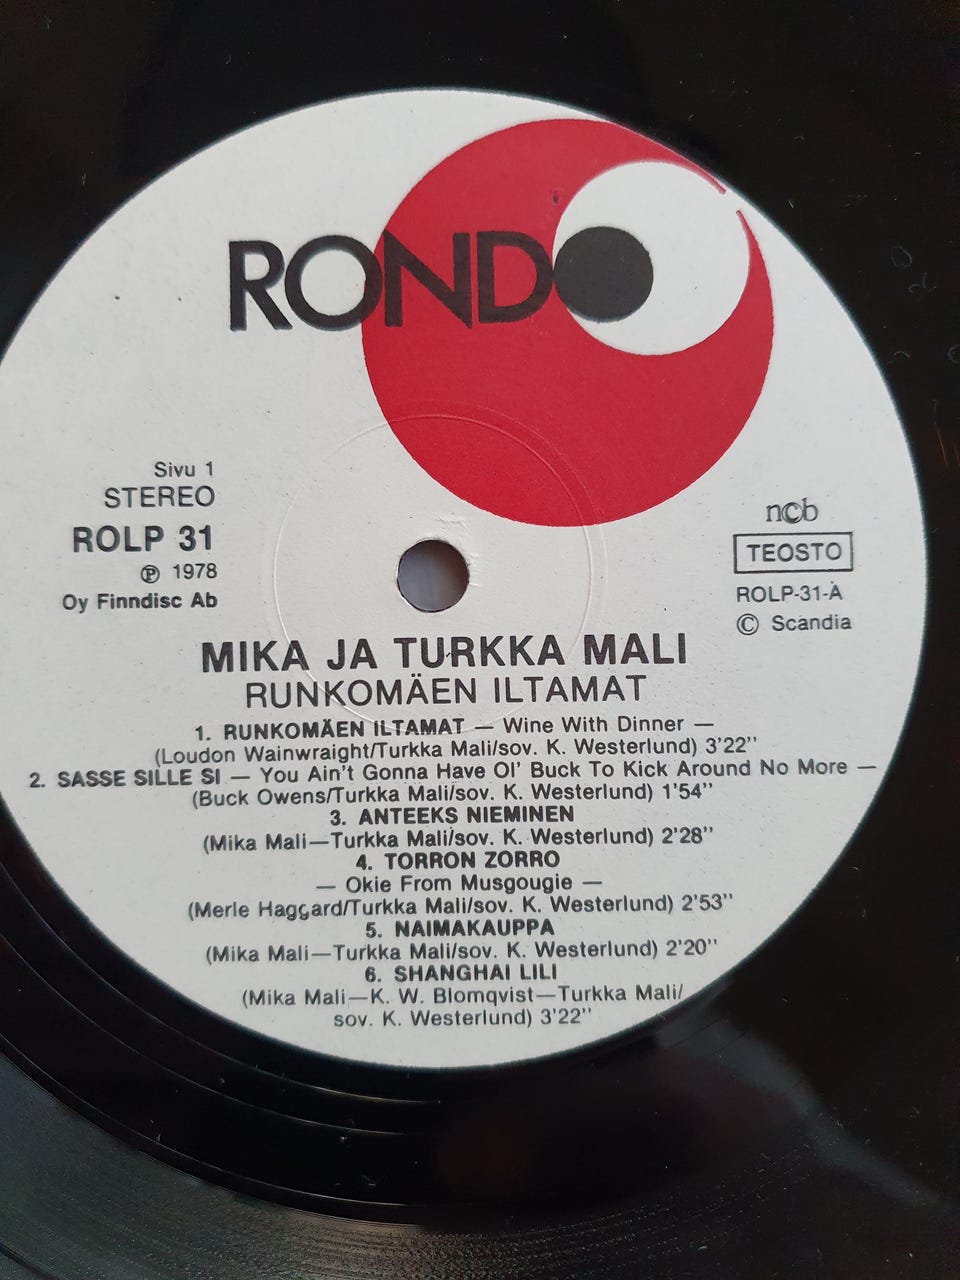 RONDO
Sivu 1
STEREO
ROLP 31
℗ 1978
Oy Finndisc Ab
ncb
TEOSTO
ROLP-31-A
© Scandia
MIKA JA TURKKA MALI
RUNKOMÄEN ILTAMAT
1. RUNKOMÄEN ILTAMAT — Wine With Dinner —
(Loudon Wainwraight/Turkka Mali/sov. K. Westerlund) 3'22''
2. SASSE SILLE SI — You Ain't Gonna Have Ol' Buck To Kick Around No More —
(Buck Owens/Turkka Mali/sov. K. Westerlund) 1'54''
3. ANTEEKS NIEMINEN
(Mika Mali—Turkka Mali/sov. K. Westerlund) 2'28''
4. TORRON ZORRO
— Okie From Musgougie —
(Merle Haggard/Turkka Mali/sov. K. Westerlund) 2'53''
5. NAIMAKAUPPA
(Mika Mali—Turkka Mali/sov. K. Westerlund) 2'20''
6. SHANGHAI LILI
(Mika Mali—K. W. Blomqvist—Turkka Mali/
sov. K. Westerlund) 3'22''